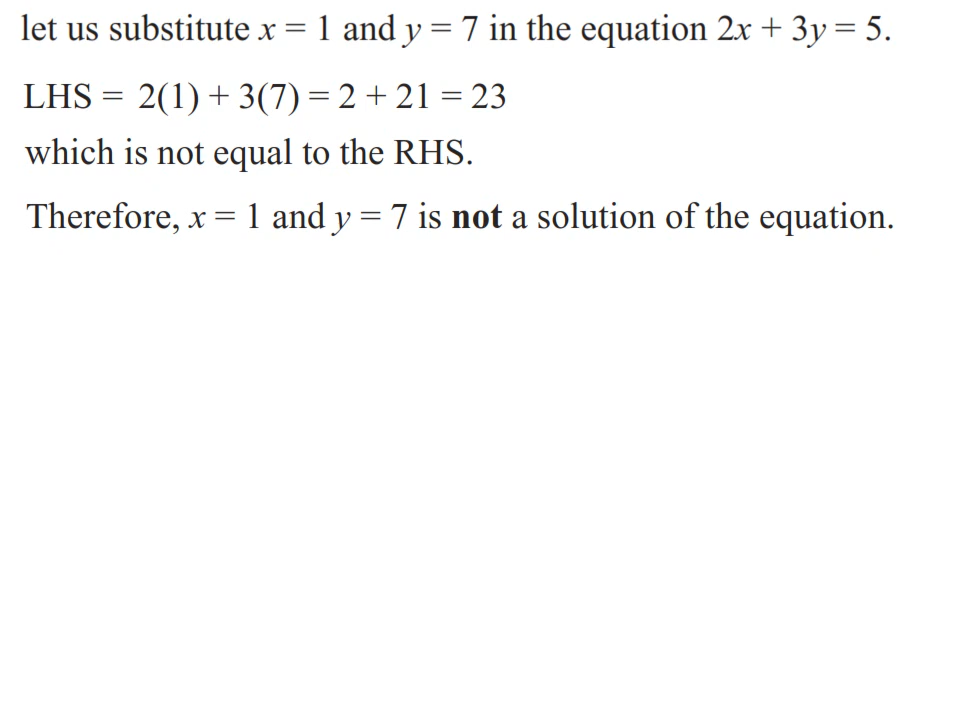 let us substitute x = 1 and y = 7 in the equation 2x + 3y = 5.
LHS = 2(1) + 3(7) = 2 + 21 = 23
which is not equal to the RHS.
Therefore, x = 1 and y = 7 is not a solution of the equation.